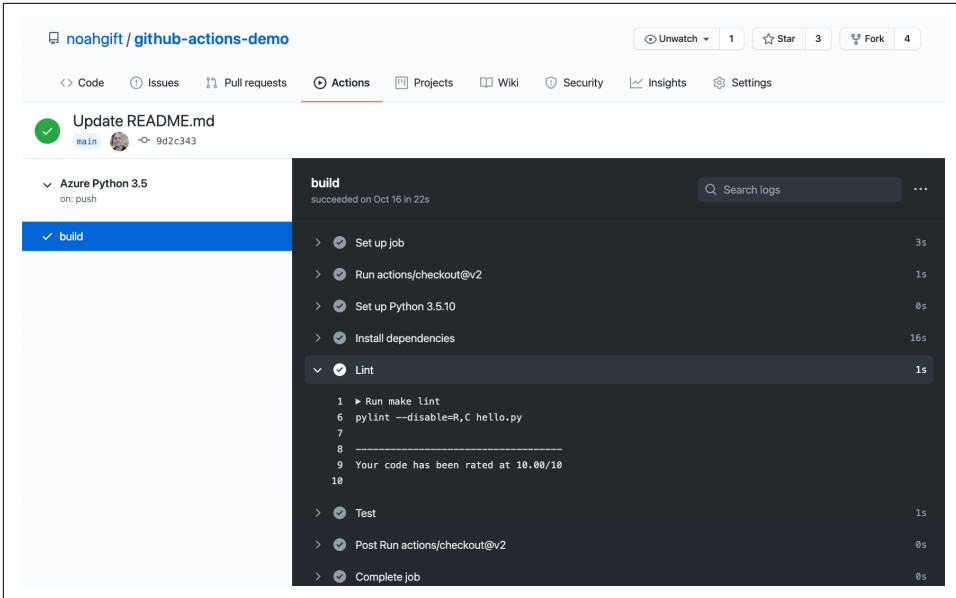 noahgift / github-actions-demo
Unwatch 1 Star 3 Fork 4
Code Issues Pull requests Actions Projects Wiki Security Insights Settings
Update README.md
main 9d2c343
Azure Python 3.5
on: push
build
build
succeeded on Oct 16 in 22s
Search logs
Set up job 3s
Run actions/checkout@v2 1s
Set up Python 3.5.10 0s
Install dependencies 16s
Lint 1s
1 ▶ Run make lint
6 pylint --disable=R,C hello.py
7
8 ------------------------------------
9 Your code has been rated at 10.00/10
10
Test 1s
Post Run actions/checkout@v2 0s
Complete job 0s